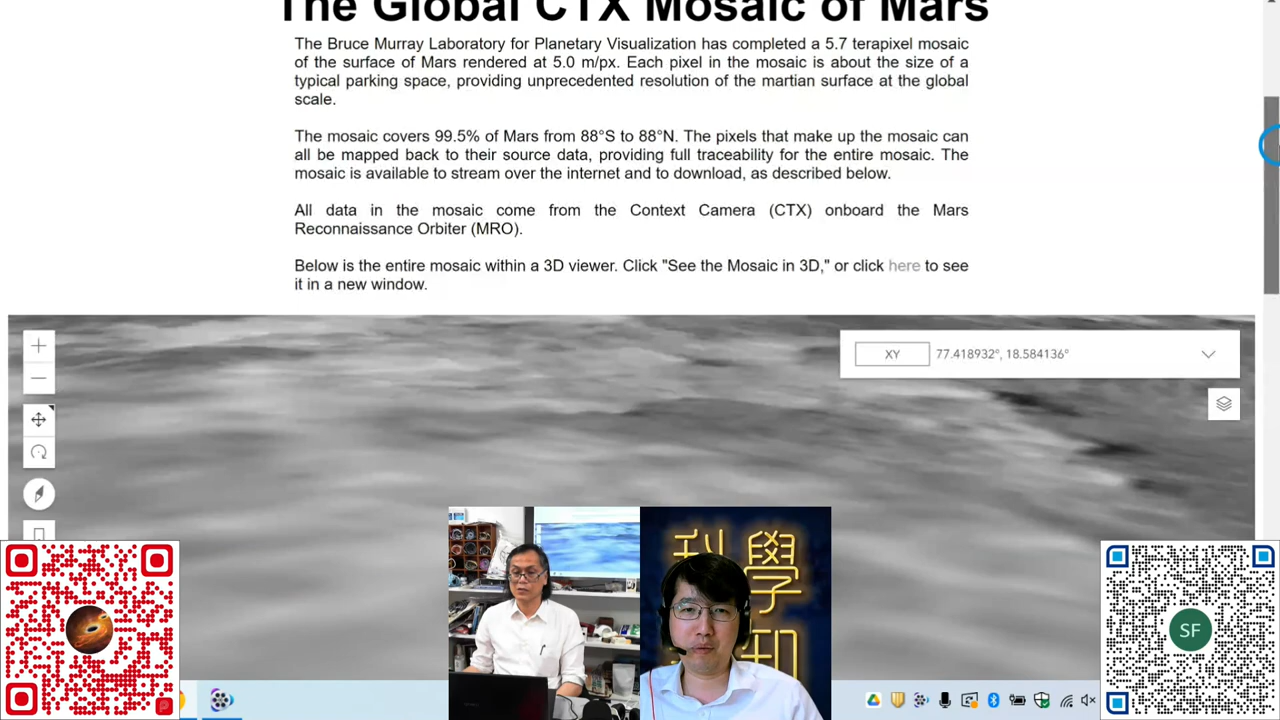 The Global CTX Mosaic of Mars
The Bruce Murray Laboratory for Planetary Visualization has completed a 5.7 terapixel mosaic
of the surface of Mars rendered at 5.0 m/px. Each pixel in the mosaic is about the size of a
typical parking space, providing unprecedented resolution of the martian surface at the global
scale.
The mosaic covers 99.5% of Mars from 88°S to 88°N. The pixels that make up the mosaic can
all be mapped back to their source data, providing full traceability for the entire mosaic. The
mosaic is available to stream over the internet and to download, as described below.
All data in the mosaic come from the Context Camera (CTX) onboard the Mars
Reconnaissance Orbiter (MRO).
Below is the entire mosaic within a 3D viewer. Click "See the Mosaic in 3D," or click here to see
it in a new window.
XY 77.418932°, 18.584136°
科學
知
SF